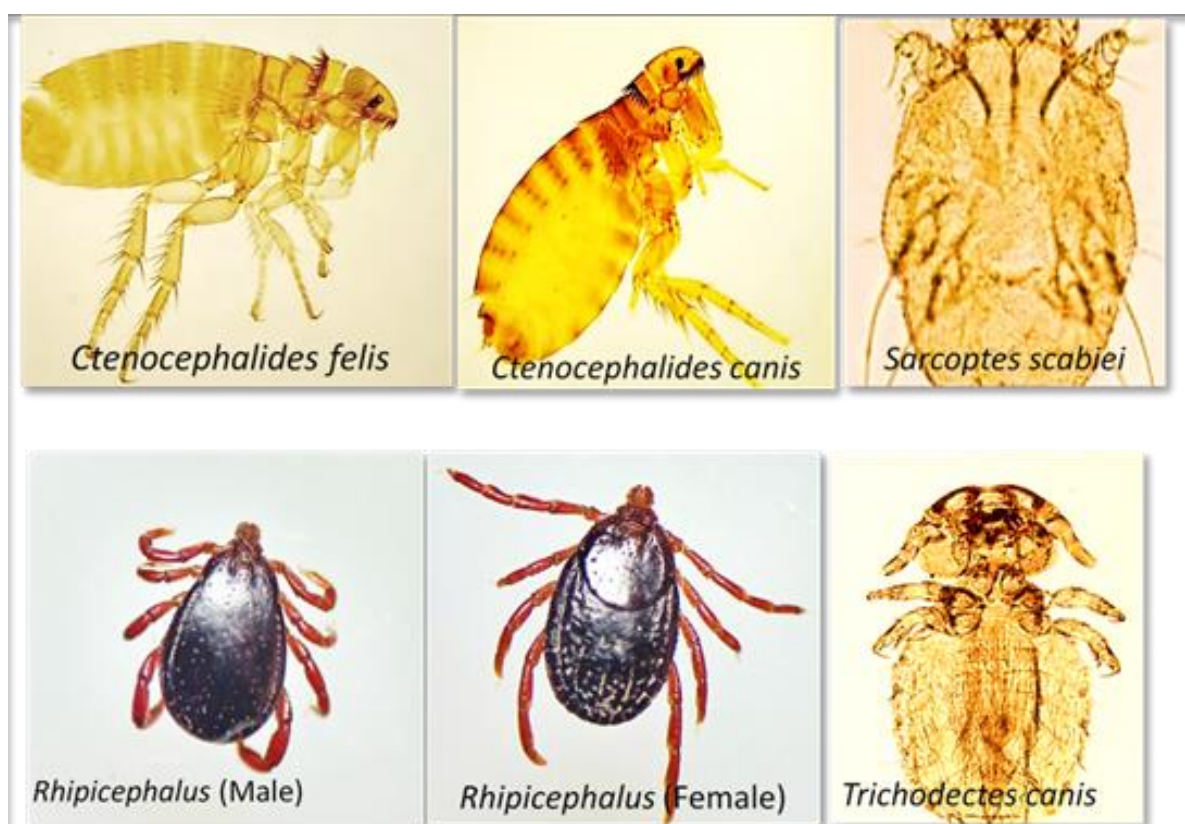 Ctenocephalides felis
Ctenocephalides canis
Sarcoptes scabiei
Rhipicephalus (Male)
Rhipicephalus (Female)
Trichodectes canis